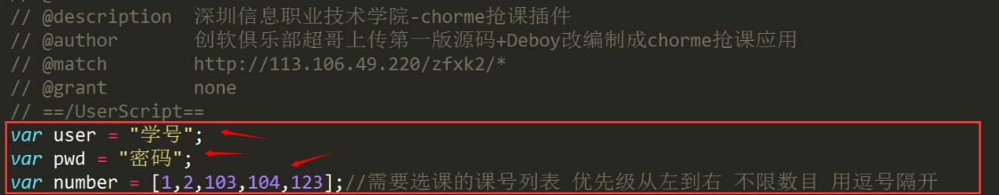 // @description  深圳信息职业技术学院-chorme抢课插件
// @author       创软俱乐部超哥上传第一版源码+Deboy改编制成chorme抢课应用
// @match        http://113.106.49.220/zfxk2/*
// @grant        none
// ==/UserScript==
var user = "学号";
var pwd = "密码";
var number = [1,2,103,104,123];//需要选课的课号列表 优先级从左到右 不限数目 用逗号隔开